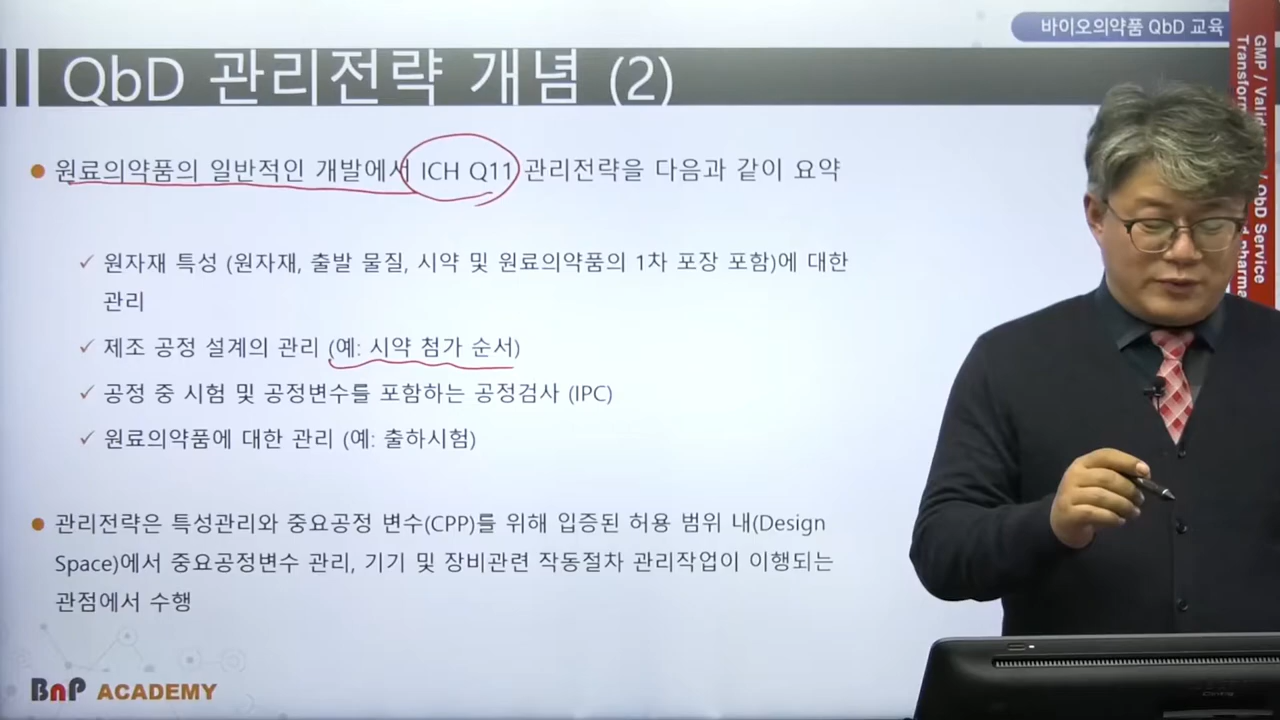 바이오의약품 QbD 교육
QbD 관리전략 개념 (2)
원료의약품의 일반적인 개발에서 ICH Q11 관리전략을 다음과 같이 요약
✓ 원자재 특성 (원자재, 출발 물질, 시약 및 원료의약품의 1차 포장 포함)에 대한
관리
✓ 제조 공정 설계의 관리 (예: 시약 첨가 순서)
✓ 공정 중 시험 및 공정변수를 포함하는 공정검사 (IPC)
✓ 원료의약품에 대한 관리 (예: 출하시험)
관리전략은 특성관리와 중요공정 변수(CPP)를 위해 입증된 허용 범위 내(Design
Space)에서 중요공정변수 관리, 기기 및 장비관련 작동절차 관리작업이 이행되는
관점에서 수행
BnP ACADEMY
GMP / Valid / QbD Service
Transform d pharma